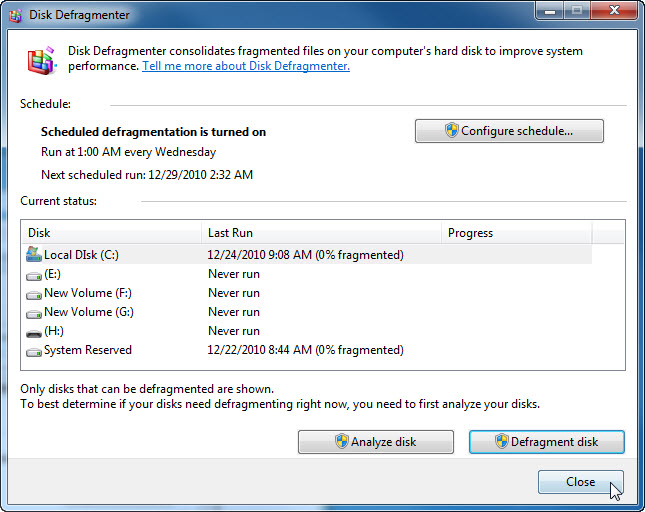 Disk Defragmenter
Disk Defragmenter consolidates fragmented files on your computer's hard disk to improve system
performance. Tell me more about Disk Defragmenter.
Schedule:
Scheduled defragmentation is turned on
Configure schedule...
Run at 1:00 AM every Wednesday
Next scheduled run: 12/29/2010 2:32 AM
Current status:
Disk Last Run Progress
Local DIsk (C:) 12/24/2010 9:08 AM (0% fragmented)
(E:) Never run
New Volume (F:) Never run
New Volume (G:) Never run
(H:) Never run
System Reserved 12/22/2010 8:44 AM (0% fragmented)
Only disks that can be defragmented are shown.
To best determine if your disks need defragmenting right now, you need to first analyze your disks.
Analyze disk Defragment disk
Close